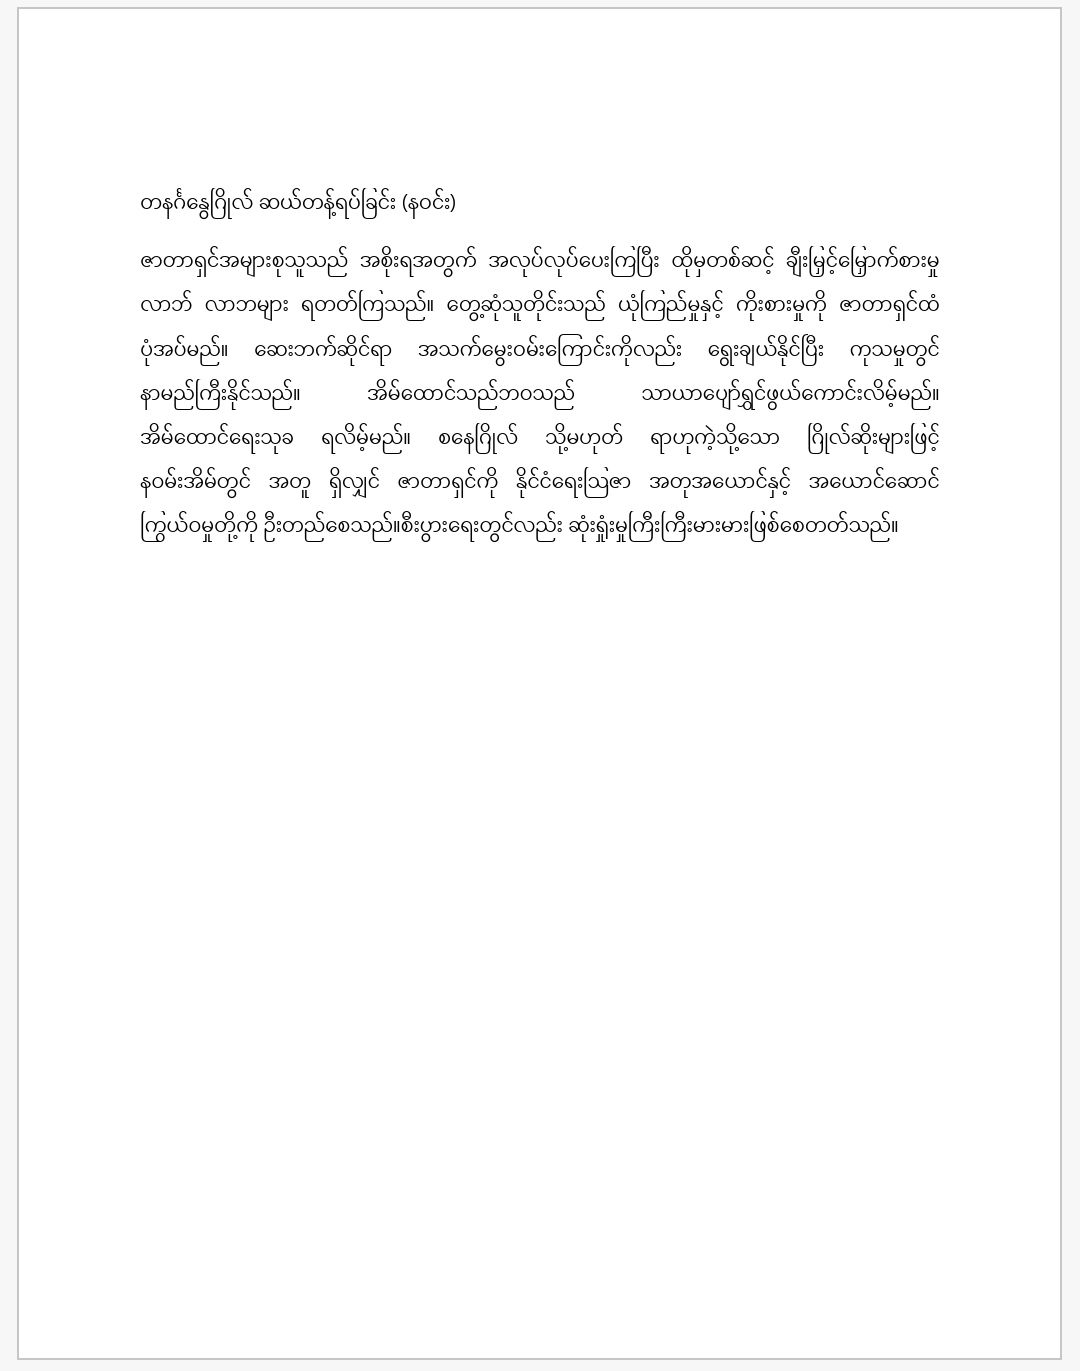 တနင်္ဂနွေဂြိုလ် ဆယ်တန့်ရပ်ခြင်း (နဝင်း)
ဇာတာရှင်အများစုသူသည် အစိုးရအတွက် အလုပ်လုပ်ပေးကြပြီး ထိုမှတစ်ဆင့် ချီးမြှင့်မြှောက်စားမှု
လာဘ် လာဘများ ရတတ်ကြသည်။ တွေ့ဆုံသူတိုင်းသည် ယုံကြည်မှုနှင့် ကိုးစားမှုကို ဇာတာရှင်ထံ
ပုံအပ်မည်။ ဆေးဘက်ဆိုင်ရာ အသက်မွေးဝမ်းကြောင်းကိုလည်း ရွေးချယ်နိုင်ပြီး ကုသမှုတွင်
နာမည်ကြီးနိုင်သည်။ အိမ်ထောင်သည်ဘဝသည် သာယာပျော်ရွှင်ဖွယ်ကောင်းလိမ့်မည်။
အိမ်ထောင်ရေးသုခ ရလိမ့်မည်။ စနေဂြိုလ် သို့မဟုတ် ရာဟုကဲ့သို့သော ဂြိုလ်ဆိုးများဖြင့်
နဝမ်းအိမ်တွင် အတူ ရှိလျှင် ဇာတာရှင်ကို နိုင်ငံရေးဩဇာ အတုအယောင်နှင့် အယောင်ဆောင်
ကြွယ်ဝမှုတို့ကို ဦးတည်စေသည်။စီးပွားရေးတွင်လည်း ဆုံးရှုံးမှုကြီးကြီးမားမားဖြစ်စေတတ်သည်။